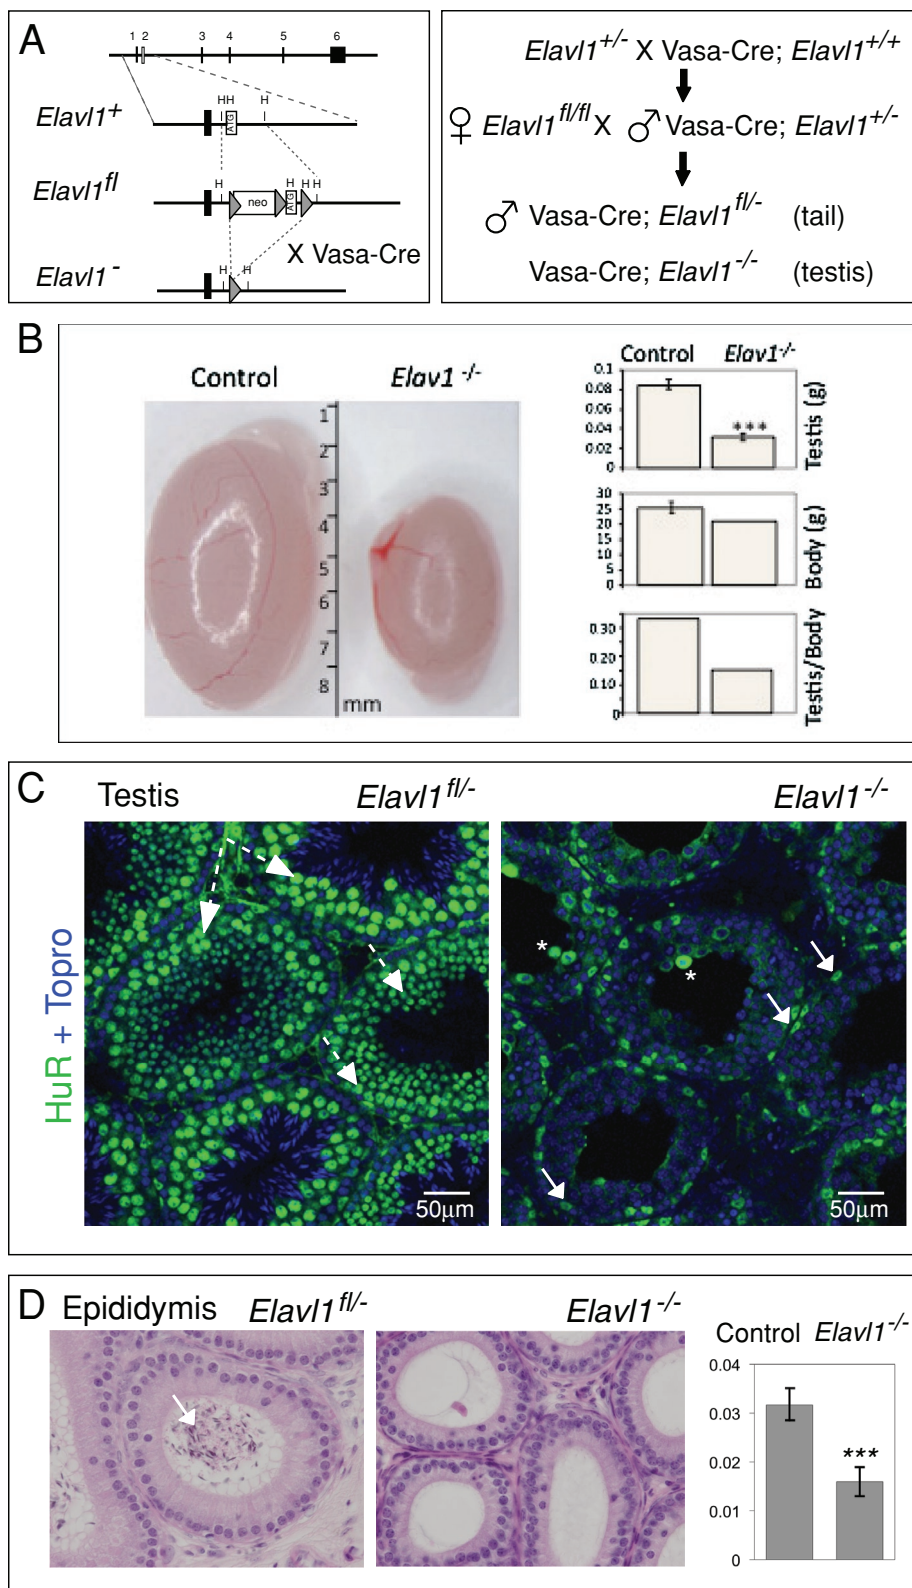 A
1 2 3 4 5 6
Elavl1+
HH H
ATG
Elavl1fl
H H H H
neo ATG
X Vasa-Cre
Elavl1-
H H
Elavl1+/- X Vasa-Cre; Elavl1+/+
♀ Elavl1fl/fl X ♂ Vasa-Cre; Elavl1+/-
♂ Vasa-Cre; Elavl1fl/- (tail)
Vasa-Cre; Elavl1-/- (testis)
B
Control Elav1 -/-
1
2
3
4
5
6
7
8
mm
Control Elav1-/-
0.1
0.08
0.06
0.04
0.02
0
***
Testis (g)
30
25
20
15
10
5
0
Body (g)
0.30
0.20
0.10
0
Testis/Body
C
Testis Elavl1fl/- Elavl1-/-
HuR + Topro
*
*
50µm
50µm
D
Epididymis Elavl1fl/- Elavl1-/-
Control Elavl1-/-
0.04
0.03
0.02
0.01
0
***